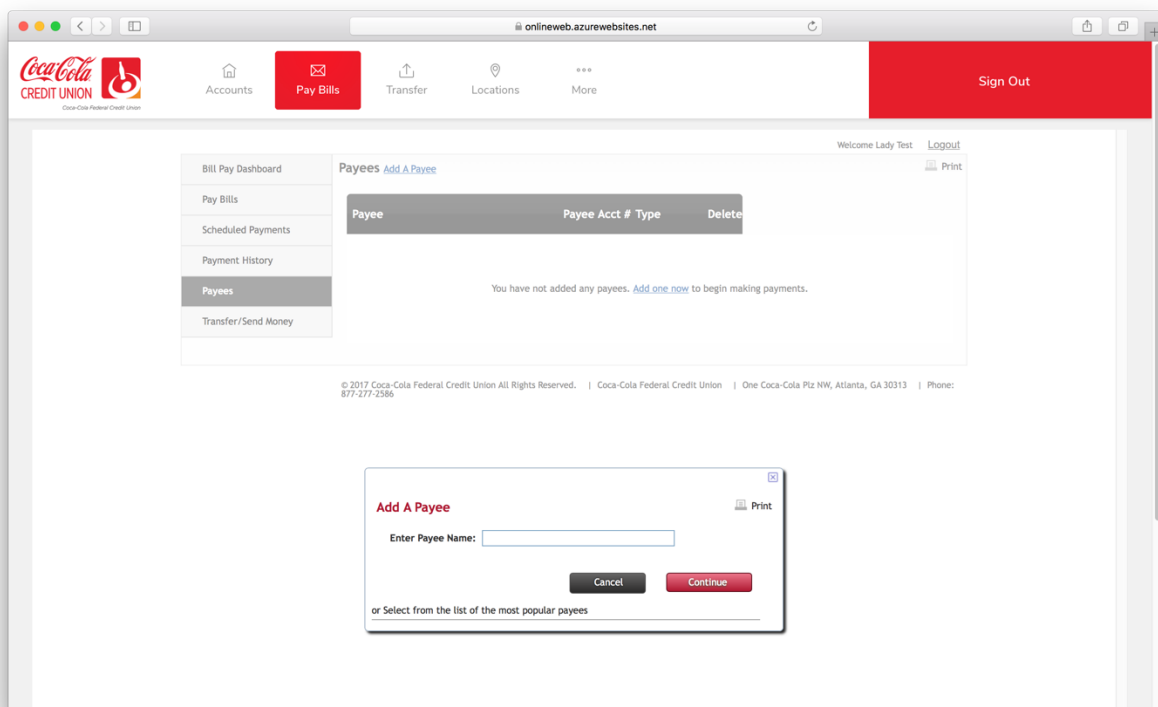 onlineweb.azurewebsites.net
Coca-Cola
CREDIT UNION
Coca-Cola Federal Credit Union
Accounts
Pay Bills
Transfer
Locations
More
Sign Out
Welcome Lady Test Logout
Bill Pay Dashboard
Pay Bills
Scheduled Payments
Payment History
Payees
Transfer/Send Money
Payees Add A Payee
Print
Payee Payee Acct # Type Delete
You have not added any payees. Add one now to begin making payments.
© 2017 Coca-Cola Federal Credit Union All Rights Reserved. | Coca-Cola Federal Credit Union | One Coca-Cola Plz NW, Atlanta, GA 30313 | Phone:
877-277-2586
Add A Payee
Print
Enter Payee Name:
Cancel Continue
or Select from the list of the most popular payees